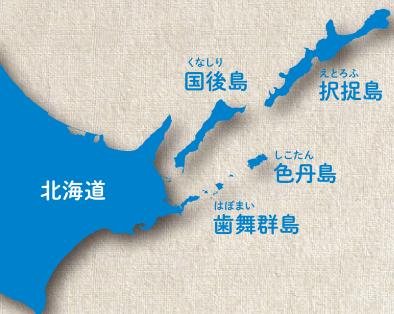 くなしり
国後島
えとろふ
択捉島
しこたん
色丹島
北海道
はぼまい
歯舞群島